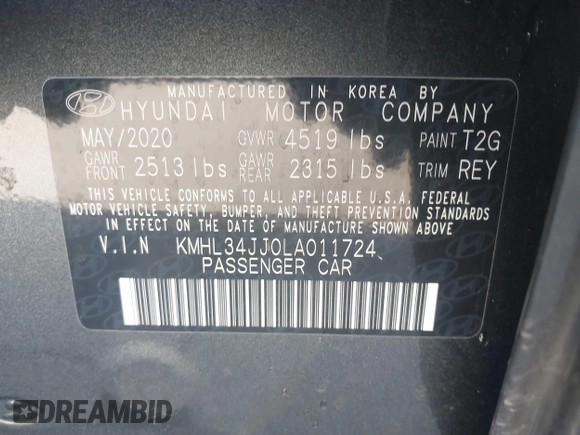 MANUFACTURED IN KOREA BY
HYUNDAI MOTOR COMPANY
MAY/2020 GVWR 4519 lbs PAINT T2G
GAWR FRONT 2513 lbs GAWR REAR 2315 lbs TRIM REY
THIS VEHICLE CONFORMS TO ALL APPLICABLE U.S.A. FEDERAL
MOTOR VEHICLE SAFETY, BUMPER, AND THEFT PREVENTION STANDARDS
IN EFFECT ON THE DATE OF MANUFACTURE SHOWN ABOVE
V.I.N KMHL34JJ0LA011724
PASSENGER CAR
DREAMBID